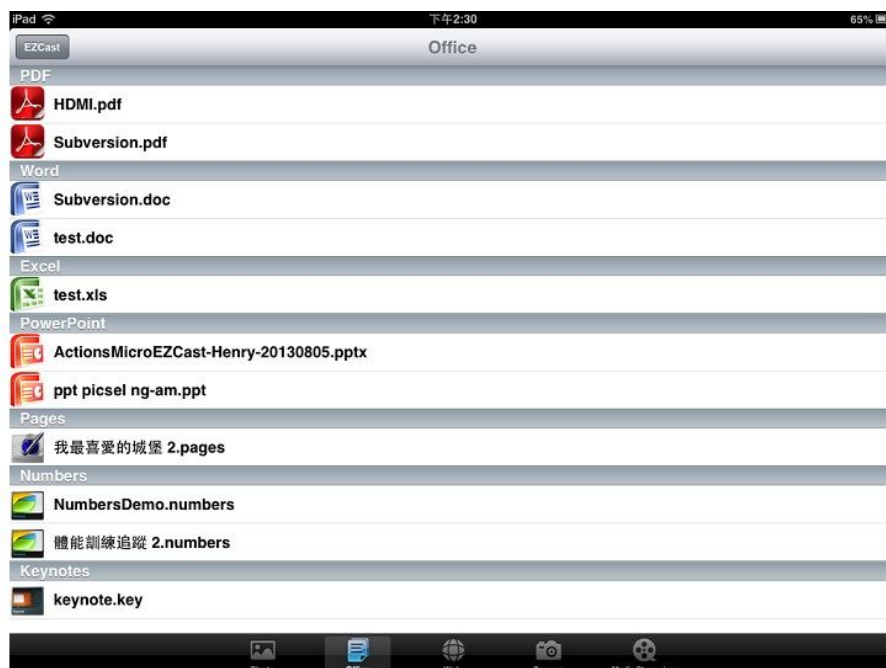 iPad 下午2:30 65%
EZCast Office
PDF
HDMI.pdf
Subversion.pdf
Word
Subversion.doc
test.doc
Excel
test.xls
PowerPoint
ActionsMicroEZCast-Henry-20130805.pptx
ppt picsel ng-am.ppt
Pages
我最喜愛的城堡 2.pages
Numbers
NumbersDemo.numbers
體能訓練追蹤 2.numbers
Keynotes
keynote.key